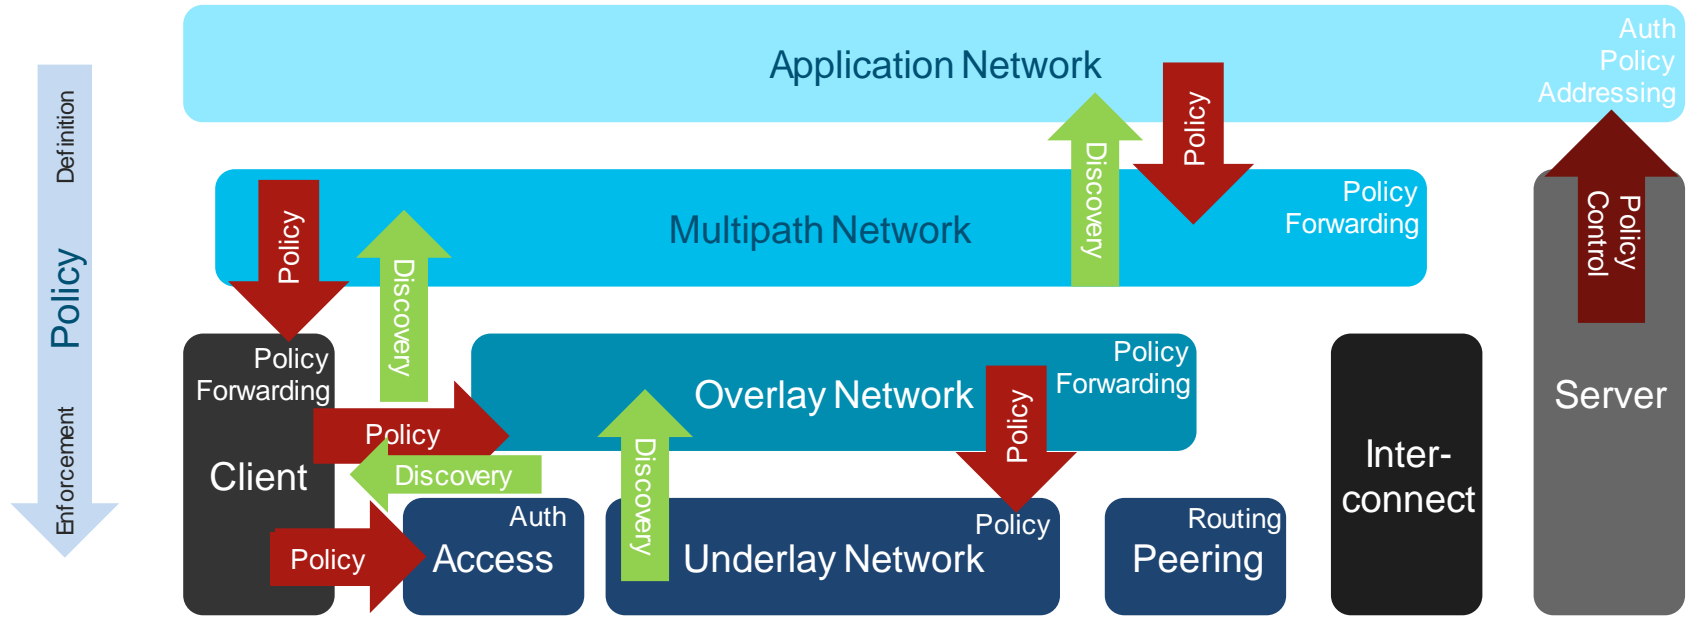 Auth
Policy
Addressing
Application Network
Definition
Policy
Enforcement
Policy
Discovery
Policy
Control
Policy
Forwarding
Multipath Network
Policy
Discovery
Policy
Forwarding
Client
Policy
Forwarding
Overlay Network
Policy
Policy
Discovery
Discovery
Server
Inter-
connect
Auth
Access
Policy
Policy
Underlay Network
Routing
Peering